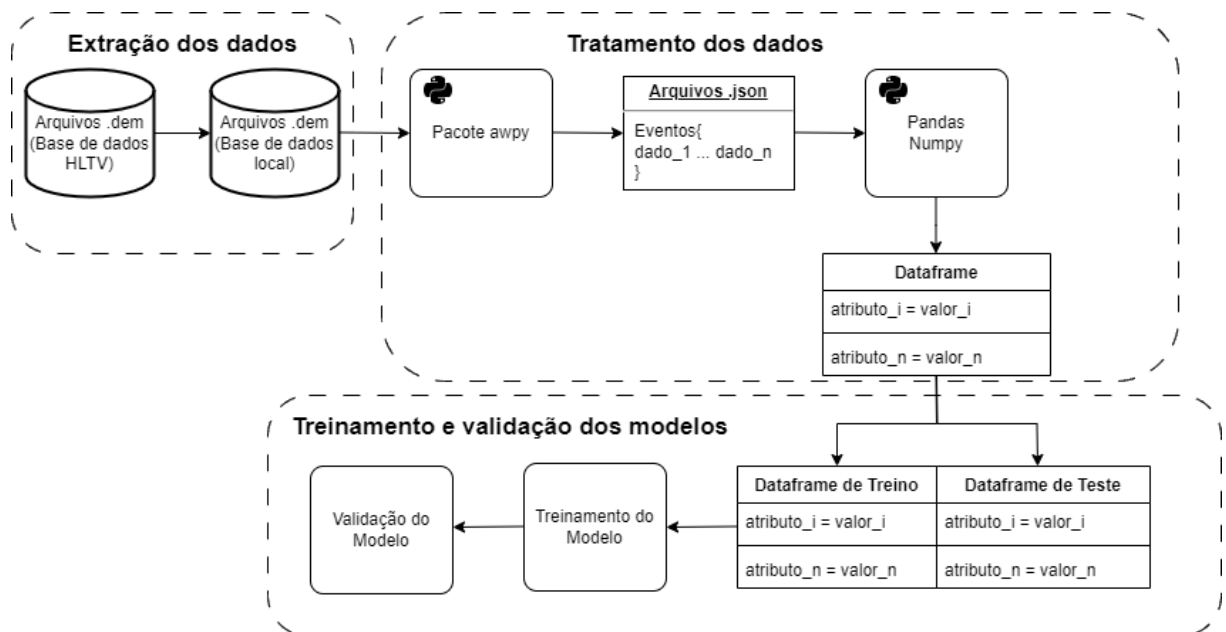 Extração dos dados
Arquivos .dem
(Base de dados
HLTV)
Arquivos .dem
(Base de dados
local)
Tratamento dos dados
Pacote awpy
Arquivos .json
Eventos{
dado_1 ... dado_n
}
Pandas
Numpy
Dataframe
atributo_i = valor_i
atributo_n = valor_n
Treinamento e validação dos modelos
Validação do
Modelo
Treinamento do
Modelo
Dataframe de Treino
atributo_i = valor_i
atributo_n = valor_n
Dataframe de Teste
atributo_i = valor_i
atributo_n = valor_n